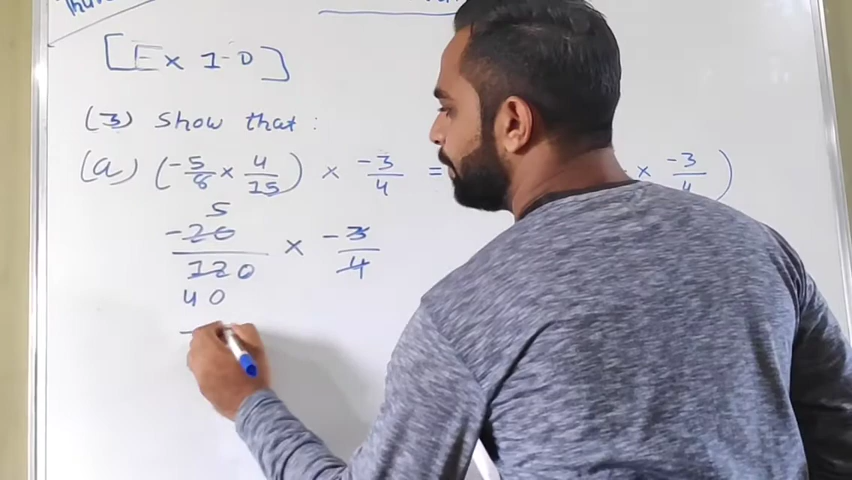 [Ex 1-D]
(3) Show that :
(a) (-5/8 × 4/15) × -3/4 = × -3/4)
5
-20/120 × -3/4
40